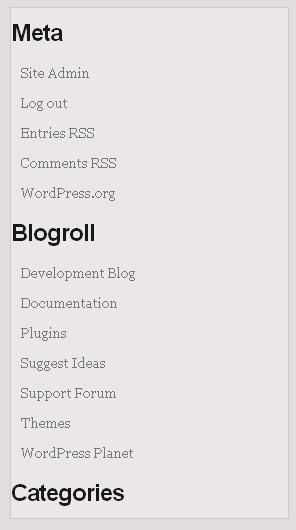 Meta
Site Admin
Log out
Entries RSS
Comments RSS
WordPress.org
Blogroll
Development Blog
Documentation
Plugins
Suggest Ideas
Support Forum
Themes
WordPress Planet
Categories